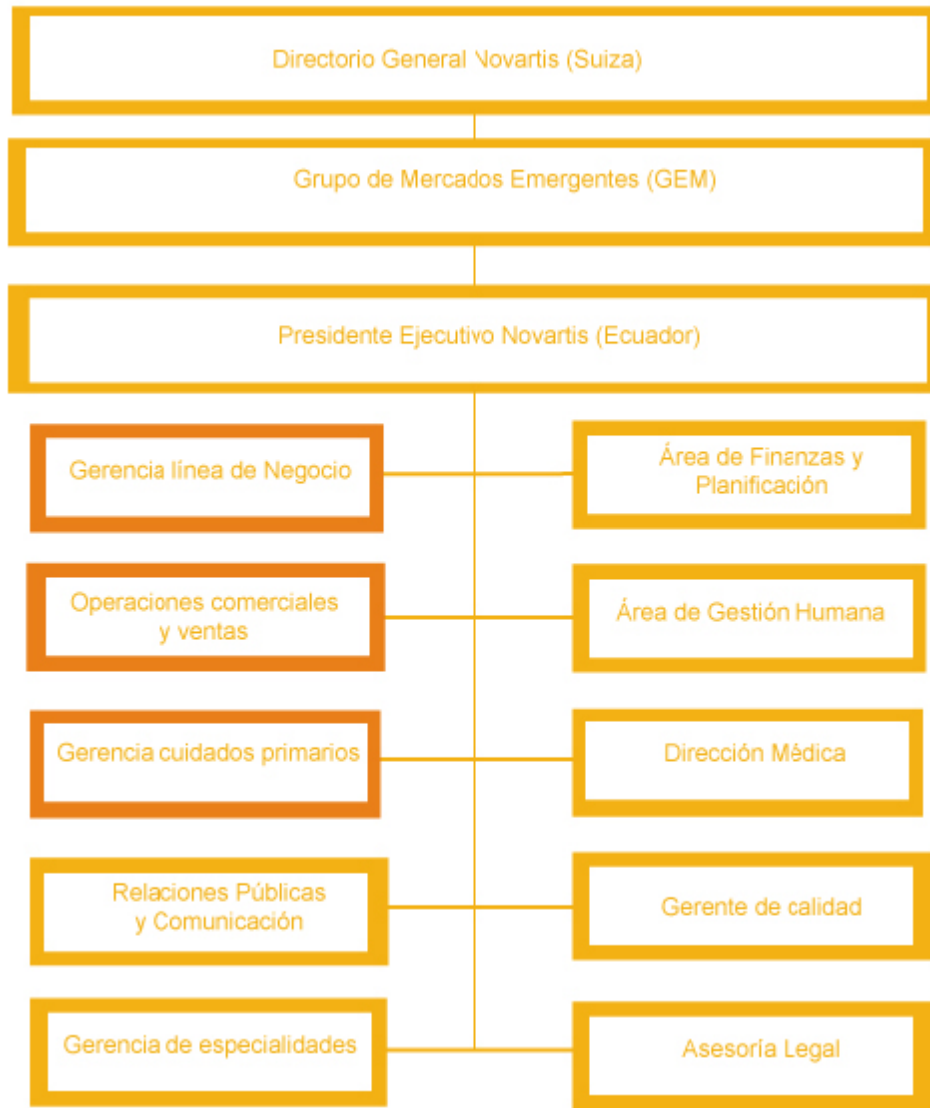 Directorio General Novartis (Suiza)
Grupo de Mercados Emergentes (GEM)
Presidente Ejecutivo Novartis (Ecuador)
Gerencia línea de Negocio
Área de Finanzas y
Planificación
Operaciones comerciales
y ventas
Área de Gestión Humana
Gerencia cuidados primarios
Dirección Médica
Relaciones Públicas
y Comunicación
Gerente de calidad
Gerencia de especialidades
Asesoría Legal